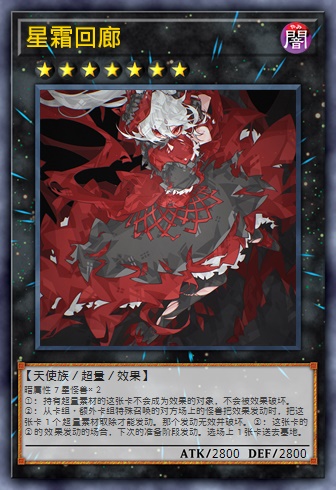 星霜回廊
闇
やみ
【天使族／超量／效果】
暗属性７星怪兽×２
①：持有超量素材的这张卡不会成为效果的对象，不会被效果破坏。
②：从卡组·额外卡组特殊召唤的对方场上的怪兽把效果发动时，把这
张卡１个超量素材取除才能发动。那个发动无效并破坏。③：这张卡的
②的效果发动的场合，下次的准备阶段发动。选场上１张卡送去墓地。
ATK/2800 DEF/2800